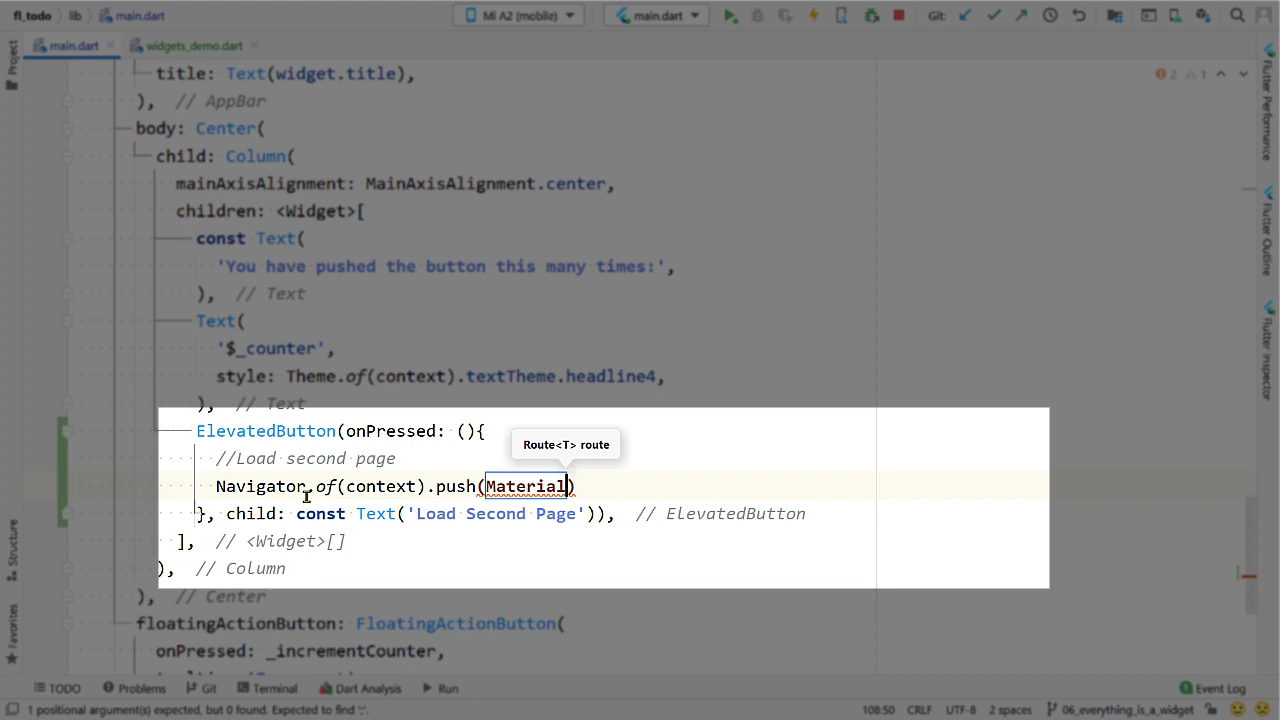 fl_todo lib main.dart Mi A2 (mobile) main.dart Git:
main.dart widgets_demo.dart
title: Text(widget.title),
), // AppBar
body: Center(
child: Column(
mainAxisAlignment: MainAxisAlignment.center,
children: <Widget>[
const Text(
'You have pushed the button this many times:',
), // Text
Text(
'$_counter',
style: Theme.of(context).textTheme.headline4,
), // Text
ElevatedButton(onPressed: (){
Route<T> route
//Load second page
Navigator.of(context).push(Material)
}, child: const Text('Load Second Page')), // ElevatedButton
], // <Widget>[]
), // Column
), // Center
floatingActionButton: FloatingActionButton(
onPressed: _incrementCounter,
Project
Structure
Favorites
2 1
Flutter Performance
Flutter Outline
Flutter Inspector
TODO Problems Git Terminal Dart Analysis Run 1 Event Log
1 positional argument(s) expected, but 0 found. Expected to find ';'. 108:50 CRLF UTF-8 2 spaces 06_everything_is_a_widget